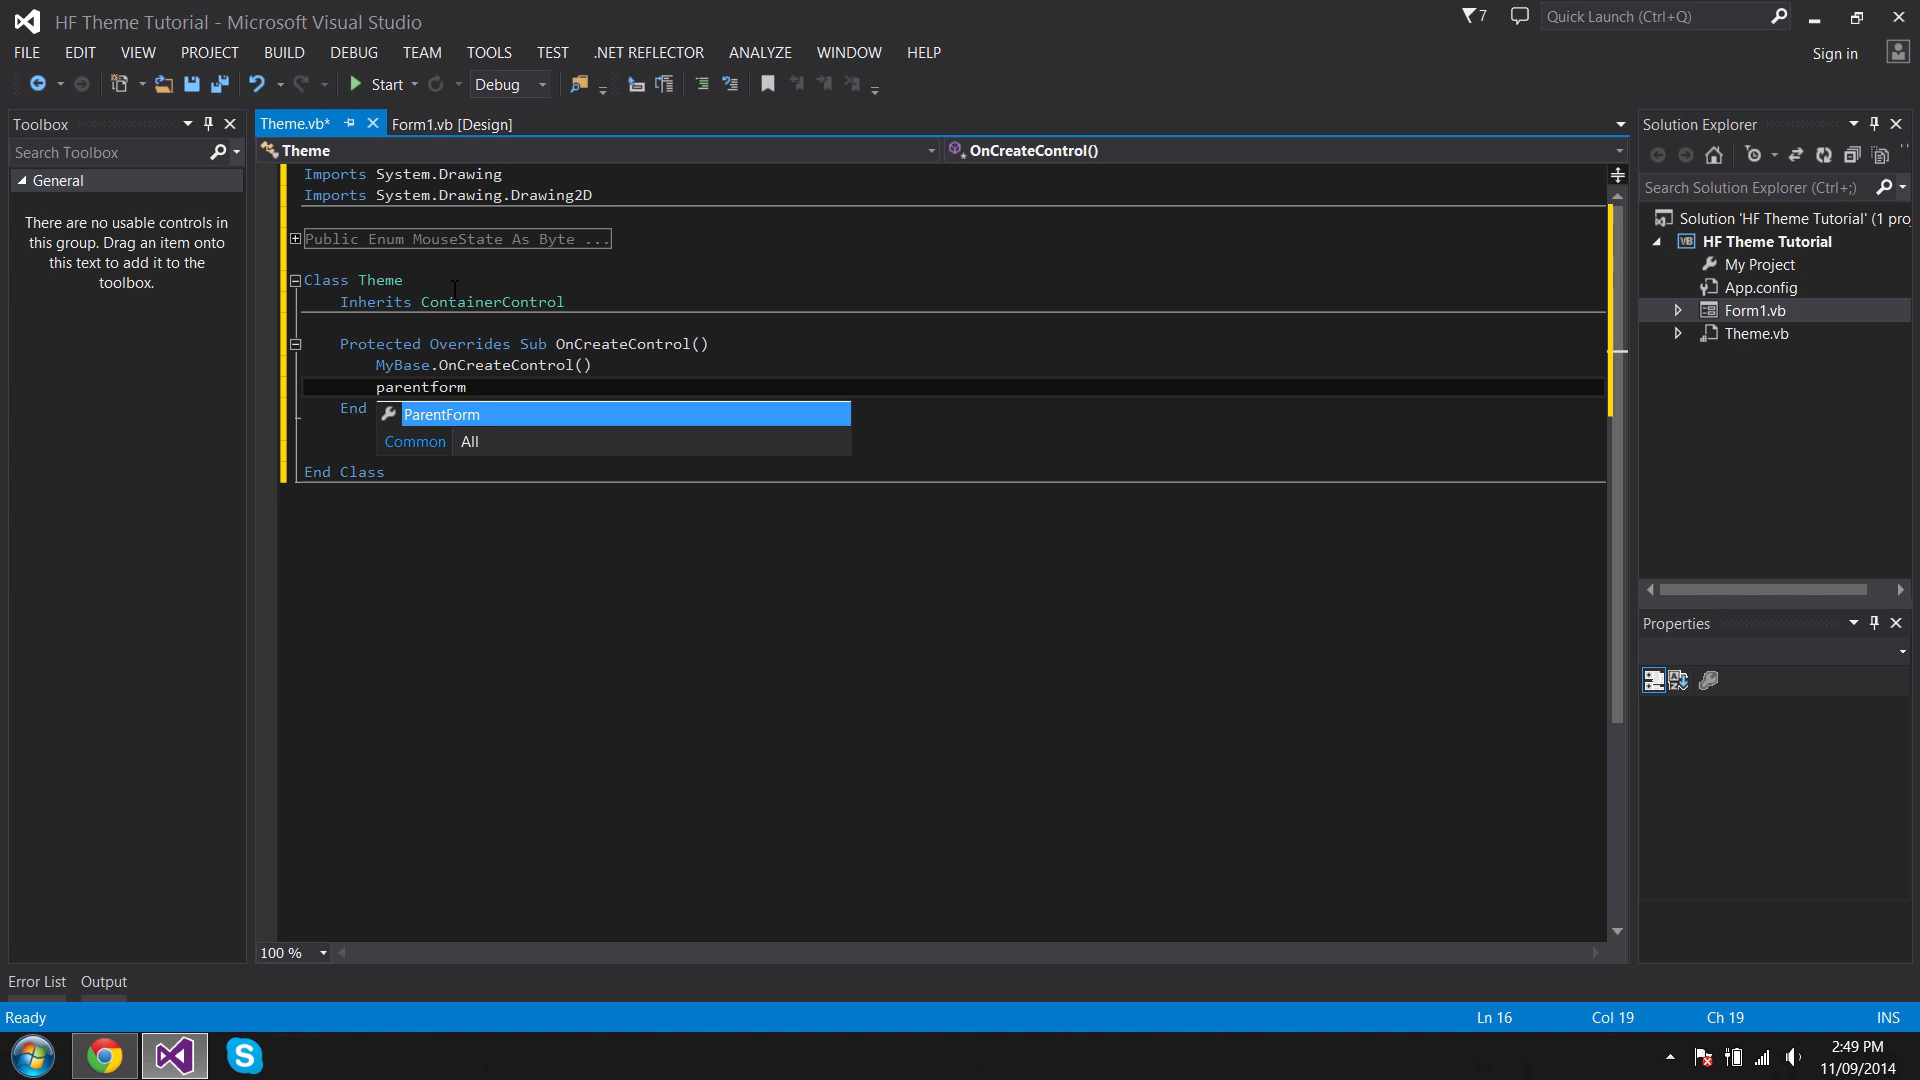 HF Theme Tutorial - Microsoft Visual Studio
7
Quick Launch (Ctrl+Q)
FILE EDIT VIEW PROJECT BUILD DEBUG TEAM TOOLS TEST .NET REFLECTOR ANALYZE WINDOW HELP
Sign in
Start
Debug
Toolbox
Search Toolbox
General
There are no usable controls in
this group. Drag an item onto
this text to add it to the
toolbox.
Theme.vb*
Form1.vb [Design]
Theme
OnCreateControl()
Imports System.Drawing
Imports System.Drawing.Drawing2D
Public Enum MouseState As Byte ...
Class Theme
Inherits ContainerControl
Protected Overrides Sub OnCreateControl()
MyBase.OnCreateControl()
parentform
End
ParentForm
Common All
End Class
100 %
Solution Explorer
Search Solution Explorer (Ctrl+;)
Solution 'HF Theme Tutorial' (1 pro
VB HF Theme Tutorial
My Project
App.config
Form1.vb
Theme.vb
Properties
Error List Output
Ready
Ln 16 Col 19 Ch 19 INS
2:49 PM
11/09/2014